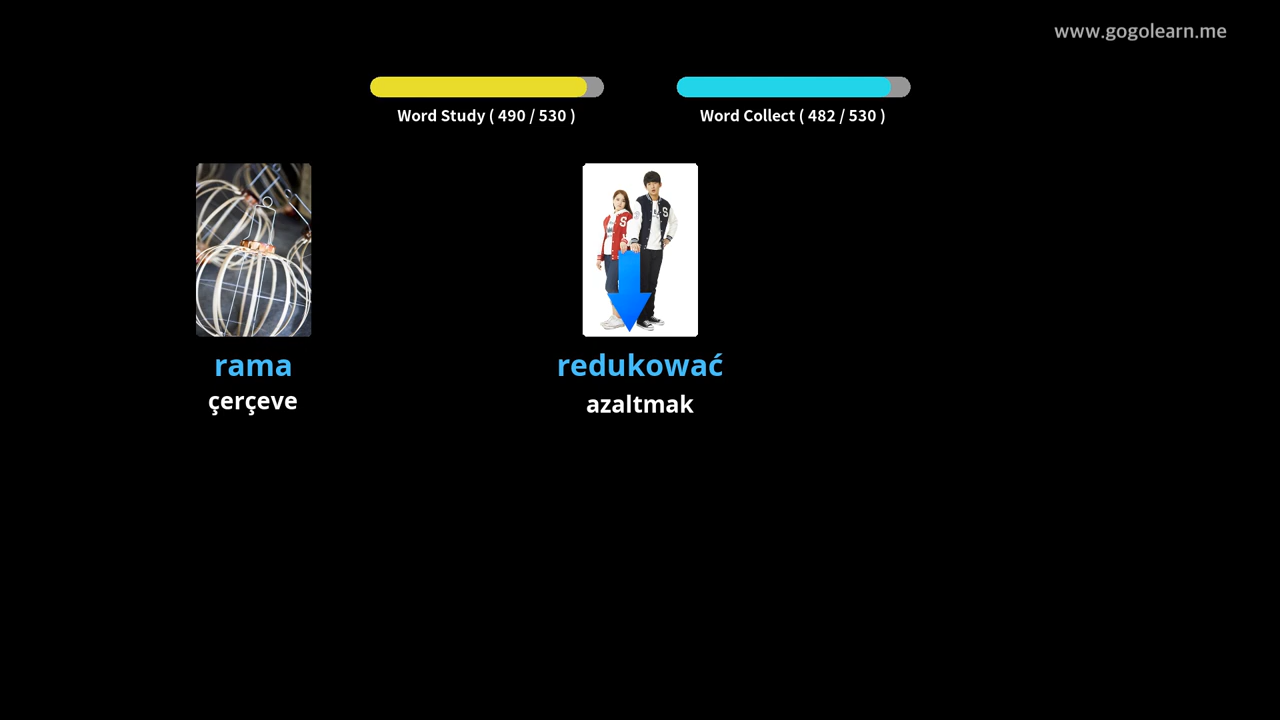 www.gogolearn.me
Word Study ( 490 / 530 )
Word Collect ( 482 / 530 )
S
S
rama
çerçeve
redukować
azaltmak